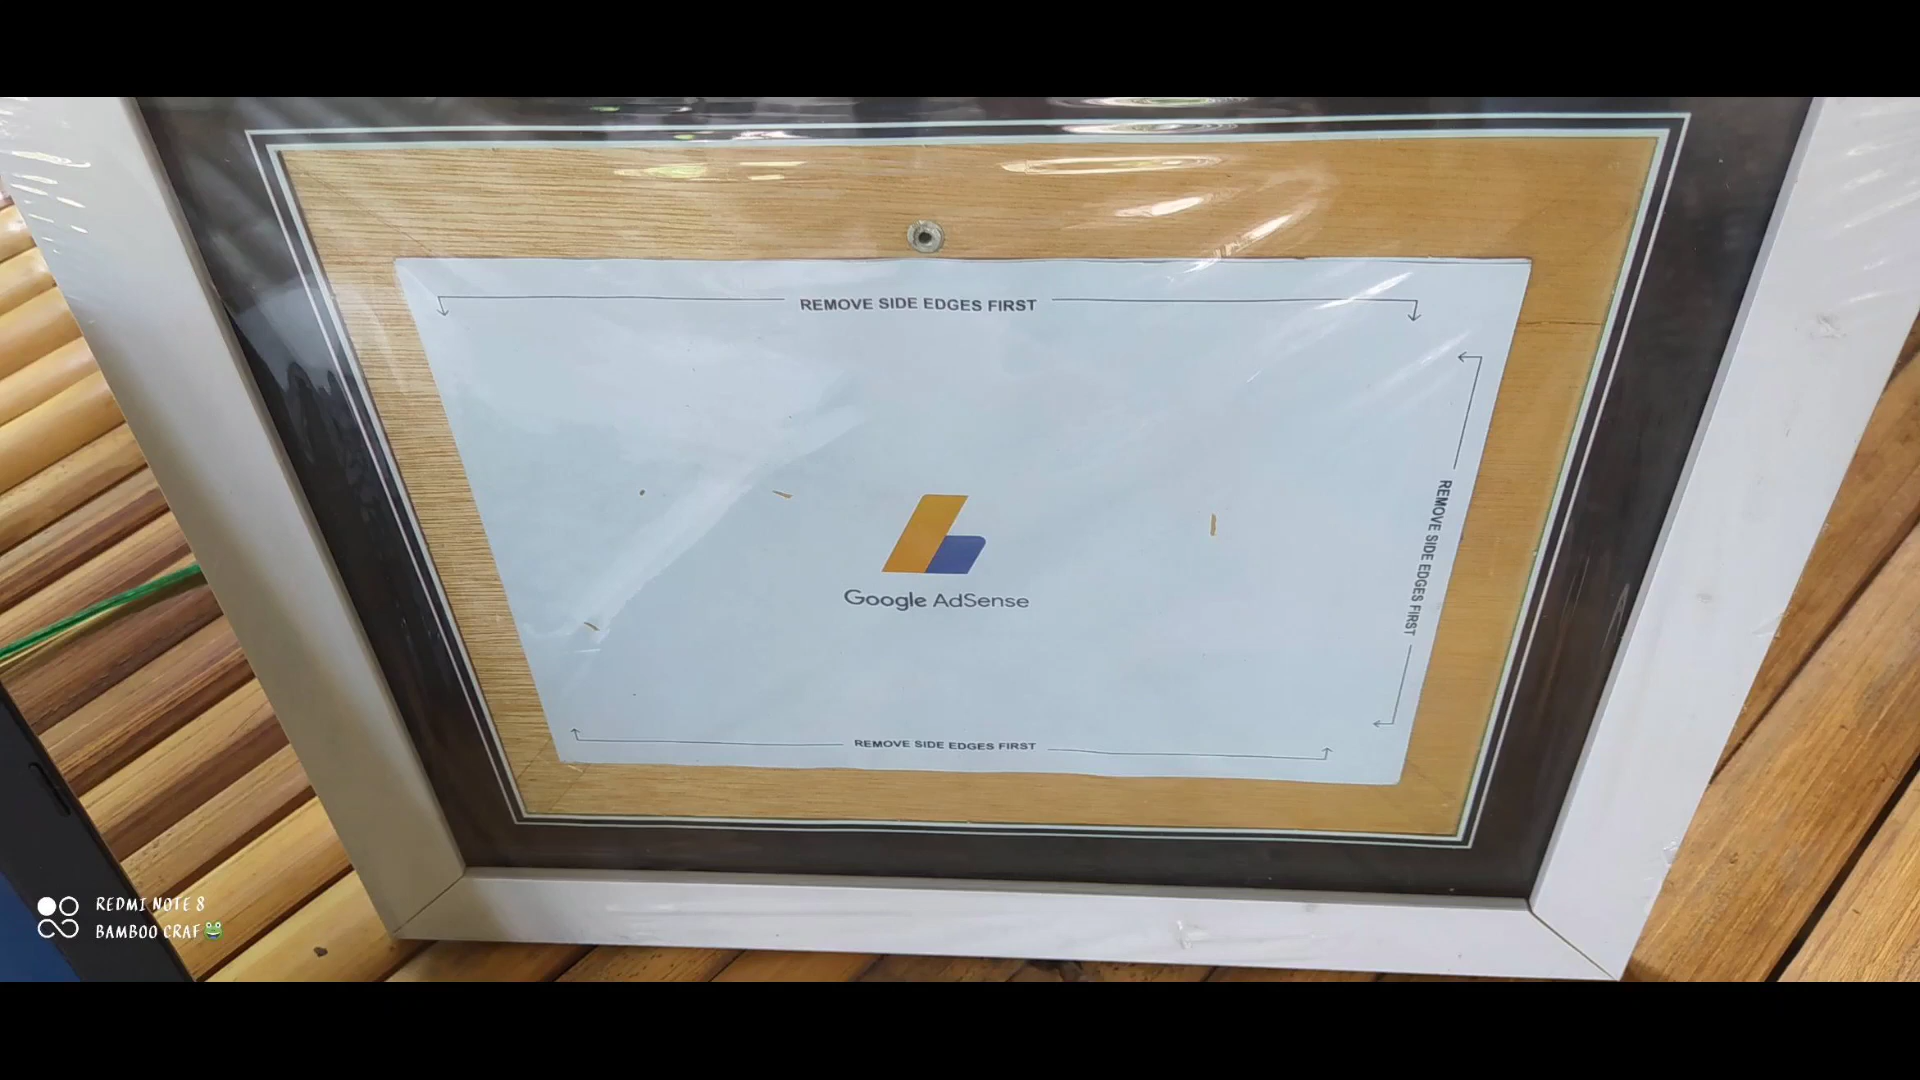 REMOVE SIDE EDGES FIRST
REMOVE SIDE EDGES FIRST
Google AdSense
REMOVE SIDE EDGES FIRST
REDMI NOTE 8
BAMBOO CRAF🐸